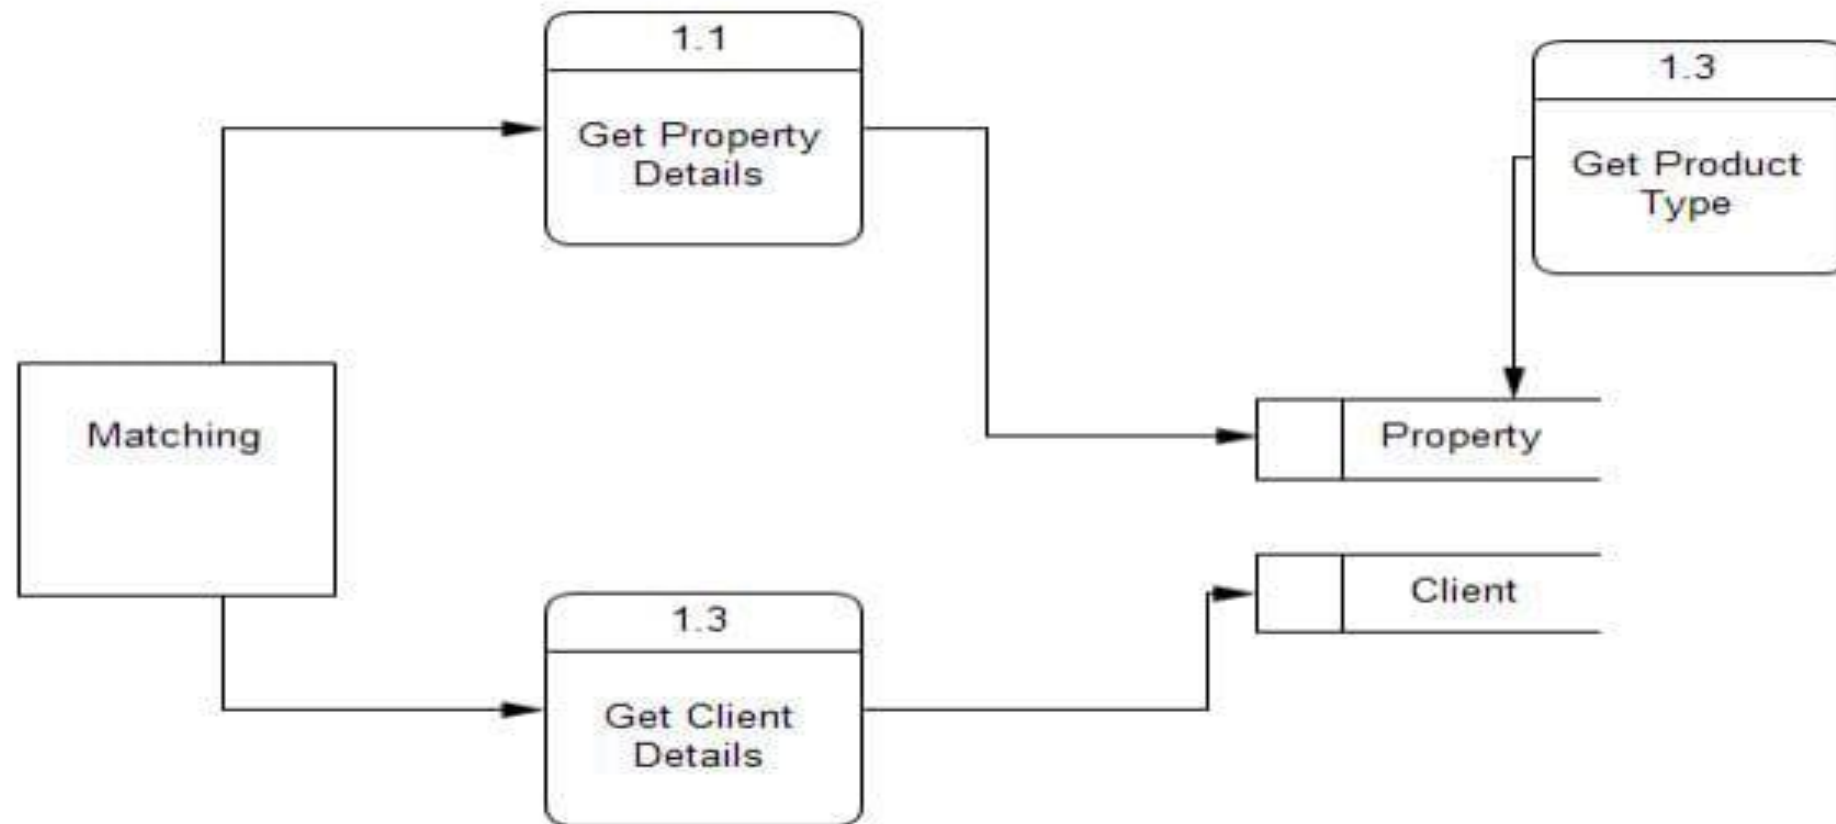 1.1
Get Property
Details
1.3
Get Product
Type
Matching
Property
Client
1.3
Get Client
Details